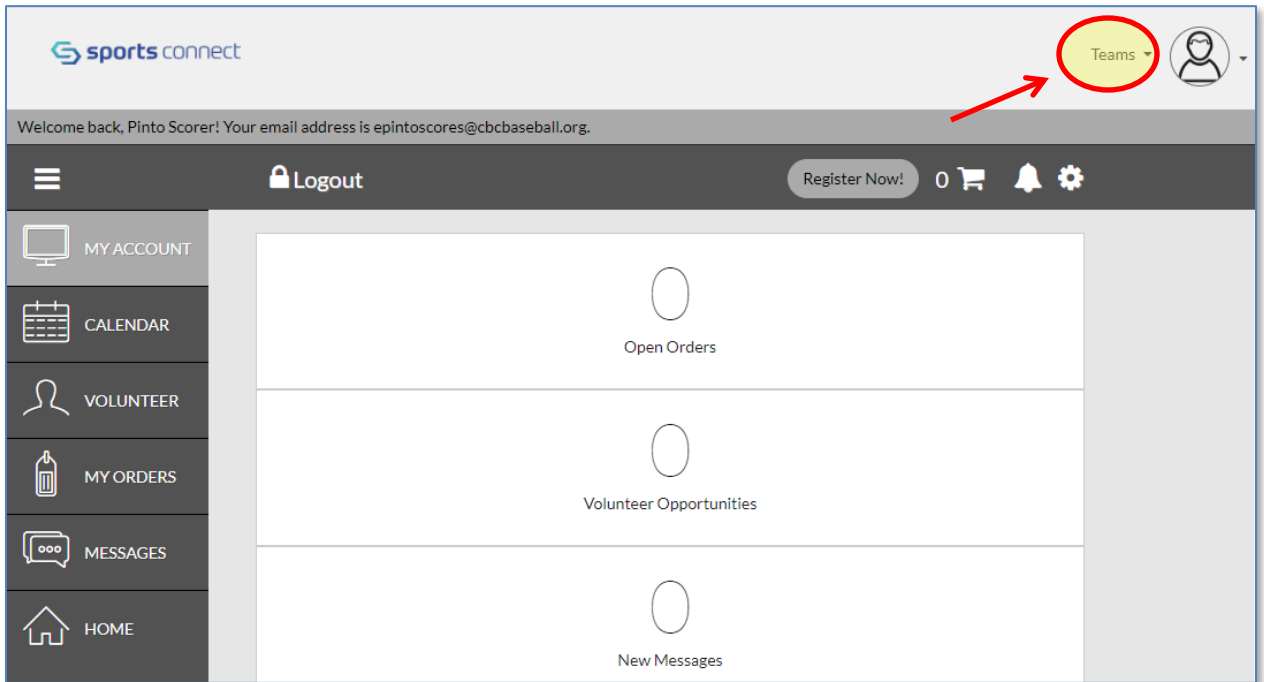 sports connect
Teams
Welcome back, Pinto Scorer! Your email address is epintoscores@cbcbaseball.org.
Logout
Register Now!
0
MY ACCOUNT
CALENDAR
VOLUNTEER
MY ORDERS
MESSAGES
HOME
0
Open Orders
0
Volunteer Opportunities
0
New Messages